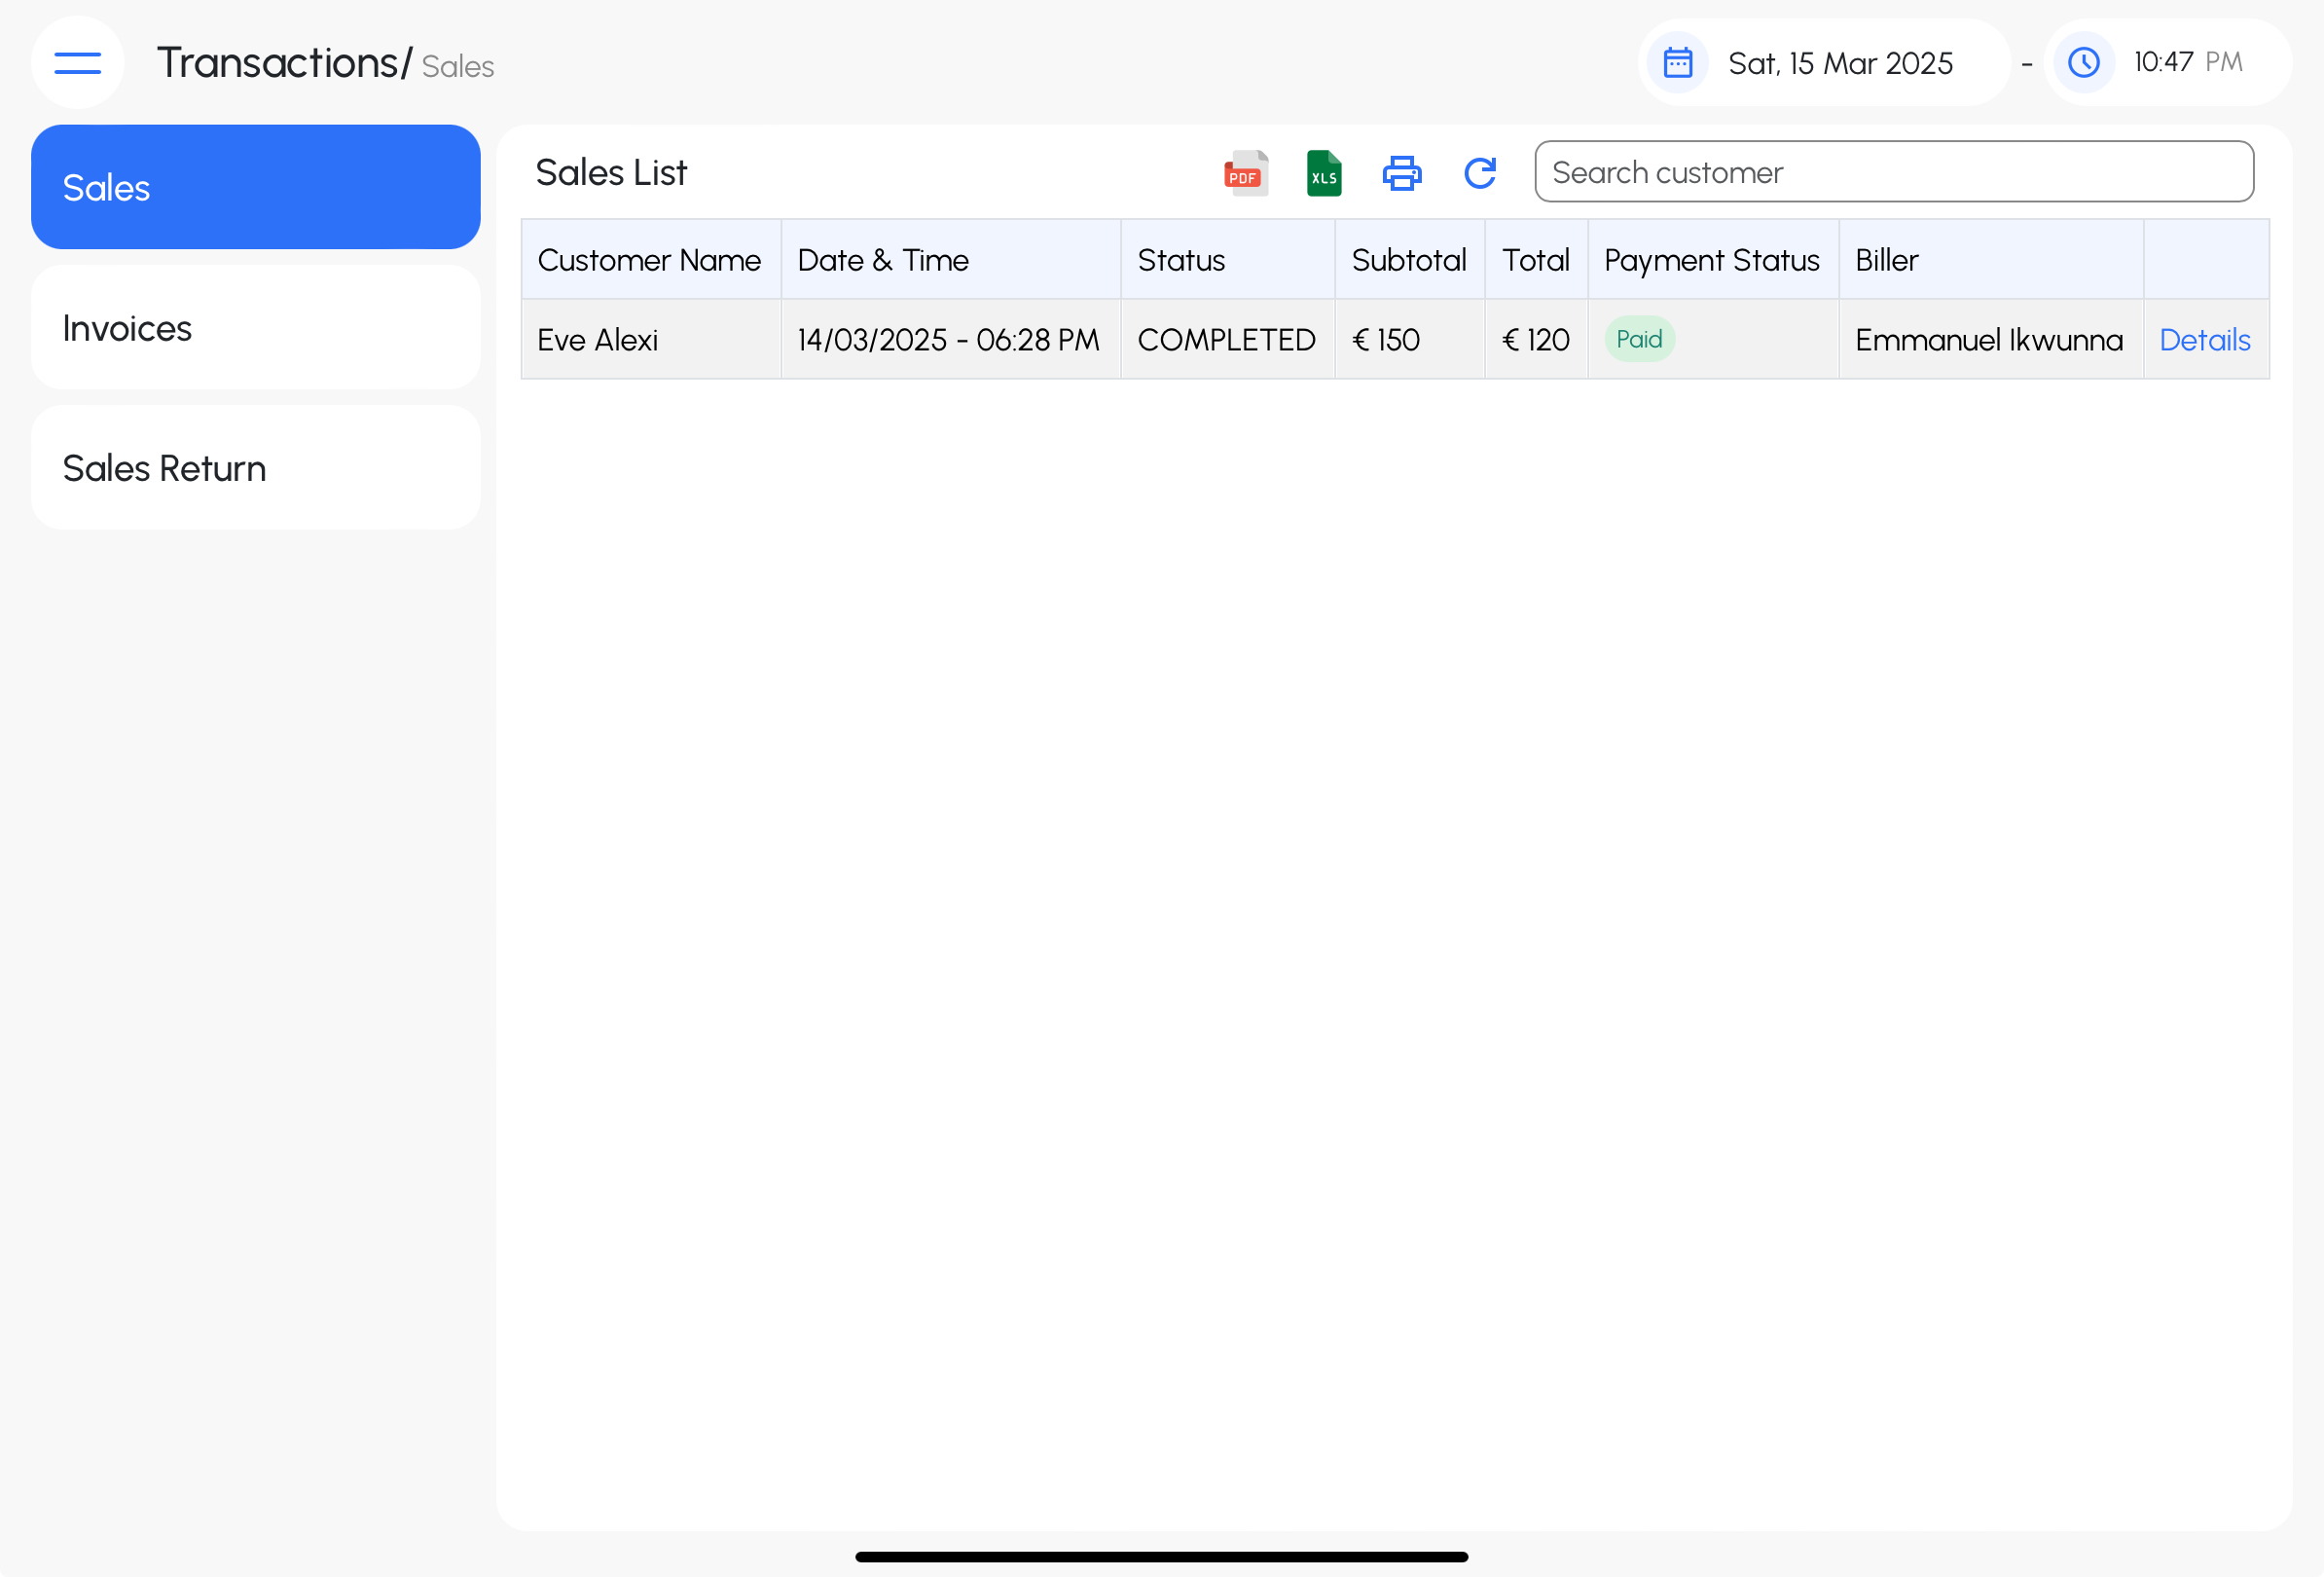 Transactions/ Sales
Sat, 15 Mar 2025 - 10:47 PM
Sales
Invoices
Sales Return
Sales List
PDF
XLS
Search customer
Customer Name Date & Time Status Subtotal Total Payment Status Biller
Eve Alexi 14/03/2025 - 06:28 PM COMPLETED € 150 € 120 Paid Emmanuel Ikwunna Details